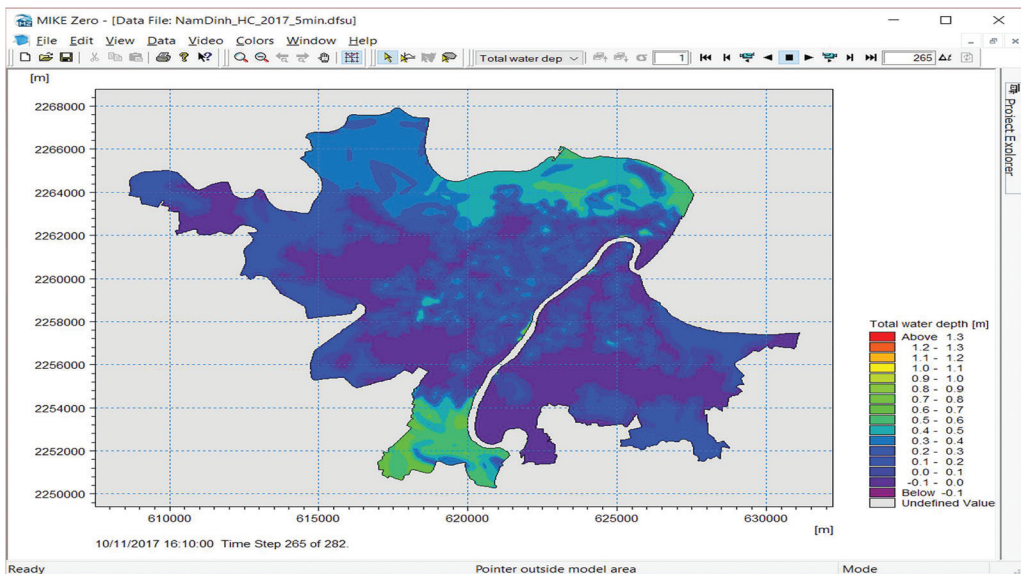 MIKE Zero - [Data File: NamDinh_HC_2017_5min.dfsu]
File Edit View Data Video Colors Window Help
Total water dep 1 265 Δt
Project Explorer
[m]
2268000
2266000
2264000
2262000
2260000
2258000
2256000
2254000
2252000
2250000
610000 615000 620000 625000 630000
[m]
Total water depth [m]
Above 1.3
1.2 - 1.3
1.1 - 1.2
1.0 - 1.1
0.9 - 1.0
0.8 - 0.9
0.7 - 0.8
0.6 - 0.7
0.5 - 0.6
0.4 - 0.5
0.3 - 0.4
0.2 - 0.3
0.1 - 0.2
0.0 - 0.1
-0.1 - 0.0
Below -0.1
Undefined Value
10/11/2017 16:10:00 Time Step 265 of 282.
Ready Pointer outside model area Mode